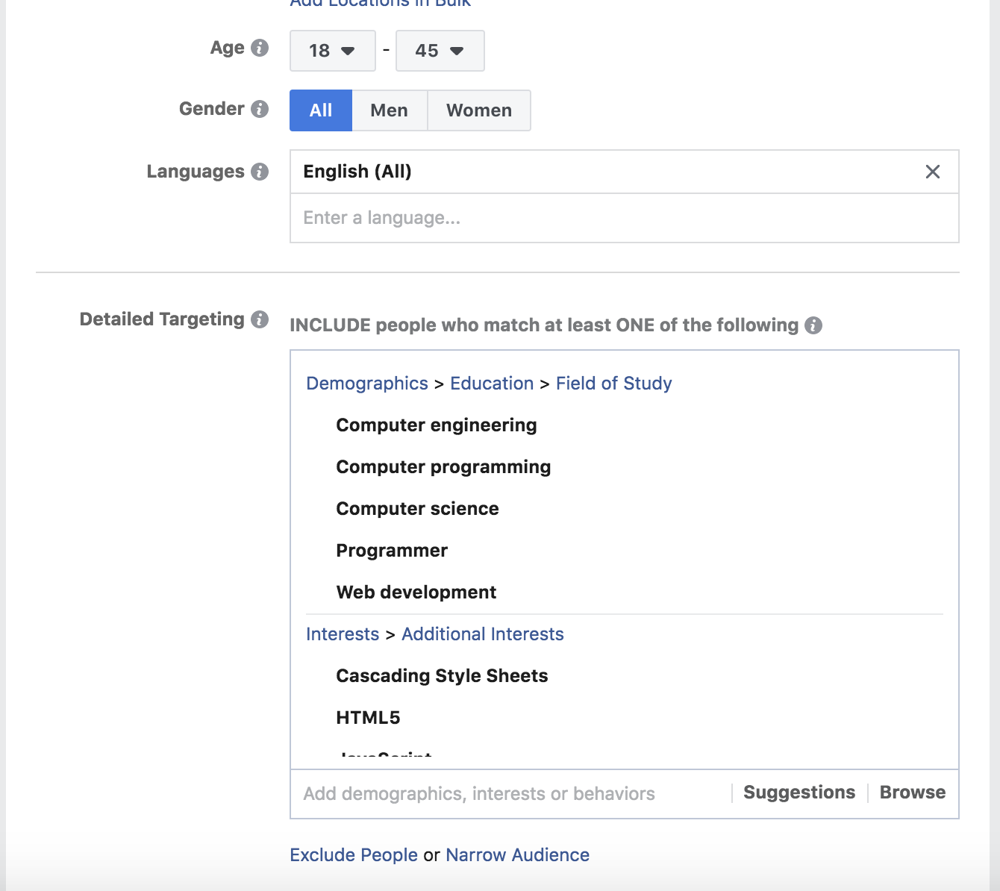 Add Locations in Bulk
Age
18 - 45
Gender
All Men Women
Languages
English (All)
Enter a language...
Detailed Targeting
INCLUDE people who match at least ONE of the following
Demographics > Education > Field of Study
Computer engineering
Computer programming
Computer science
Programmer
Web development
Interests > Additional Interests
Cascading Style Sheets
HTML5
JavaScript
Add demographics, interests or behaviors
Suggestions
Browse
Exclude People or Narrow Audience